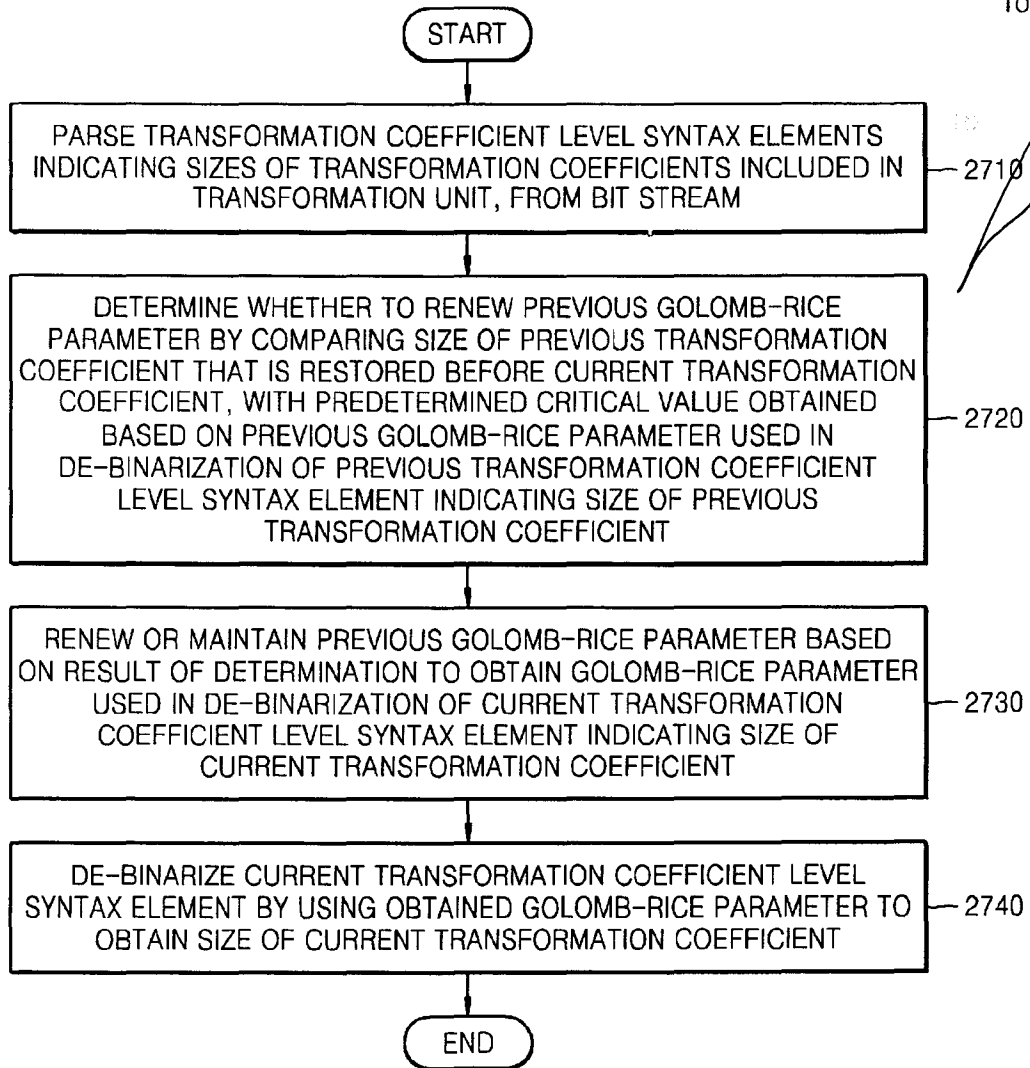 START
PARSE TRANSFORMATION COEFFICIENT LEVEL SYNTAX ELEMENTS
INDICATING SIZES OF TRANSFORMATION COEFFICIENTS INCLUDED IN
TRANSFORMATION UNIT, FROM BIT STREAM
2710
DETERMINE WHETHER TO RENEW PREVIOUS GOLOMB-RICE
PARAMETER BY COMPARING SIZE OF PREVIOUS TRANSFORMATION
COEFFICIENT THAT IS RESTORED BEFORE CURRENT TRANSFORMATION
COEFFICIENT, WITH PREDETERMINED CRITICAL VALUE OBTAINED
BASED ON PREVIOUS GOLOMB-RICE PARAMETER USED IN
DE-BINARIZATION OF PREVIOUS TRANSFORMATION COEFFICIENT
LEVEL SYNTAX ELEMENT INDICATING SIZE OF PREVIOUS
TRANSFORMATION COEFFICIENT
2720
RENEW OR MAINTAIN PREVIOUS GOLOMB-RICE PARAMETER BASED
ON RESULT OF DETERMINATION TO OBTAIN GOLOMB-RICE PARAMETER
USED IN DE-BINARIZATION OF CURRENT TRANSFORMATION
COEFFICIENT LEVEL SYNTAX ELEMENT INDICATING SIZE OF
CURRENT TRANSFORMATION COEFFICIENT
2730
DE-BINARIZE CURRENT TRANSFORMATION COEFFICIENT LEVEL
SYNTAX ELEMENT BY USING OBTAINED GOLOMB-RICE PARAMETER TO
OBTAIN SIZE OF CURRENT TRANSFORMATION COEFFICIENT
2740
END